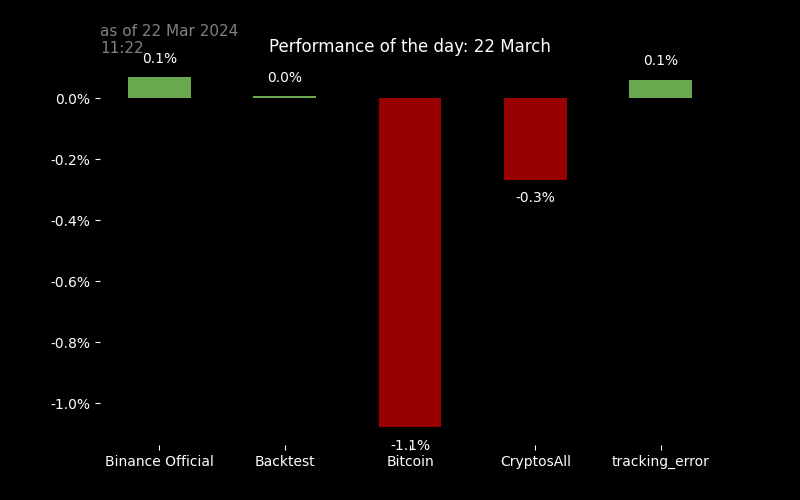 as of 22 Mar 2024
11:22
Performance of the day: 22 March
0.1%
0.0%
0.1%
0.0%
-0.2%
-0.3%
-0.4%
-0.6%
-0.8%
-1.0%
-1.1%
Binance Official
Backtest
Bitcoin
CryptosAll
tracking_error